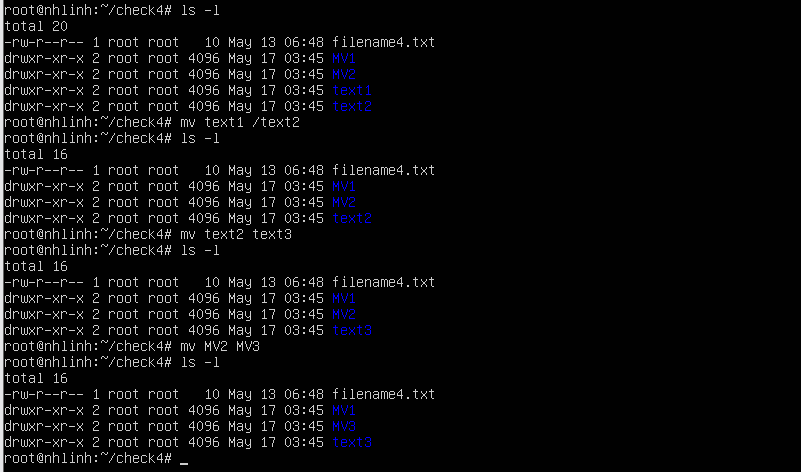 root@nhlinh:~/check4# ls -l
total 20
-rw-r--r-- 1 root root   10 May 13 06:48 filename4.txt
drwxr-xr-x 2 root root 4096 May 17 03:45 MV1
drwxr-xr-x 2 root root 4096 May 17 03:45 MV2
drwxr-xr-x 2 root root 4096 May 17 03:45 text1
drwxr-xr-x 2 root root 4096 May 17 03:45 text2
root@nhlinh:~/check4# mv text1 /text2
root@nhlinh:~/check4# ls -l
total 16
-rw-r--r-- 1 root root   10 May 13 06:48 filename4.txt
drwxr-xr-x 2 root root 4096 May 17 03:45 MV1
drwxr-xr-x 2 root root 4096 May 17 03:45 MV2
drwxr-xr-x 2 root root 4096 May 17 03:45 text2
root@nhlinh:~/check4# mv text2 text3
root@nhlinh:~/check4# ls -l
total 16
-rw-r--r-- 1 root root   10 May 13 06:48 filename4.txt
drwxr-xr-x 2 root root 4096 May 17 03:45 MV1
drwxr-xr-x 2 root root 4096 May 17 03:45 MV2
drwxr-xr-x 2 root root 4096 May 17 03:45 text3
root@nhlinh:~/check4# mv MV2 MV3
root@nhlinh:~/check4# ls -l
total 16
-rw-r--r-- 1 root root   10 May 13 06:48 filename4.txt
drwxr-xr-x 2 root root 4096 May 17 03:45 MV1
drwxr-xr-x 2 root root 4096 May 17 03:45 MV3
drwxr-xr-x 2 root root 4096 May 17 03:45 text3
root@nhlinh:~/check4# _